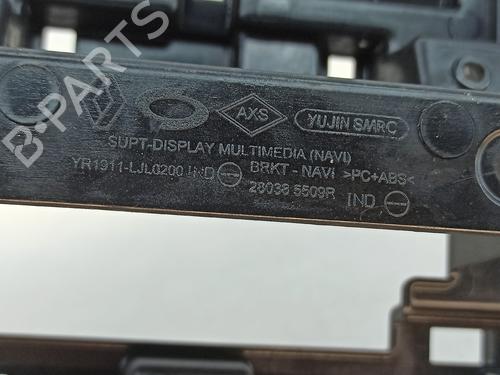 B-PARTS
AXS
YUJIN SMRC
SUPT-DISPLAY MULTIMEDIA (NAVI)
YR1911-LJL0200 IND
BRKT - NAVI >PC+ABS<
28038 5509R IND